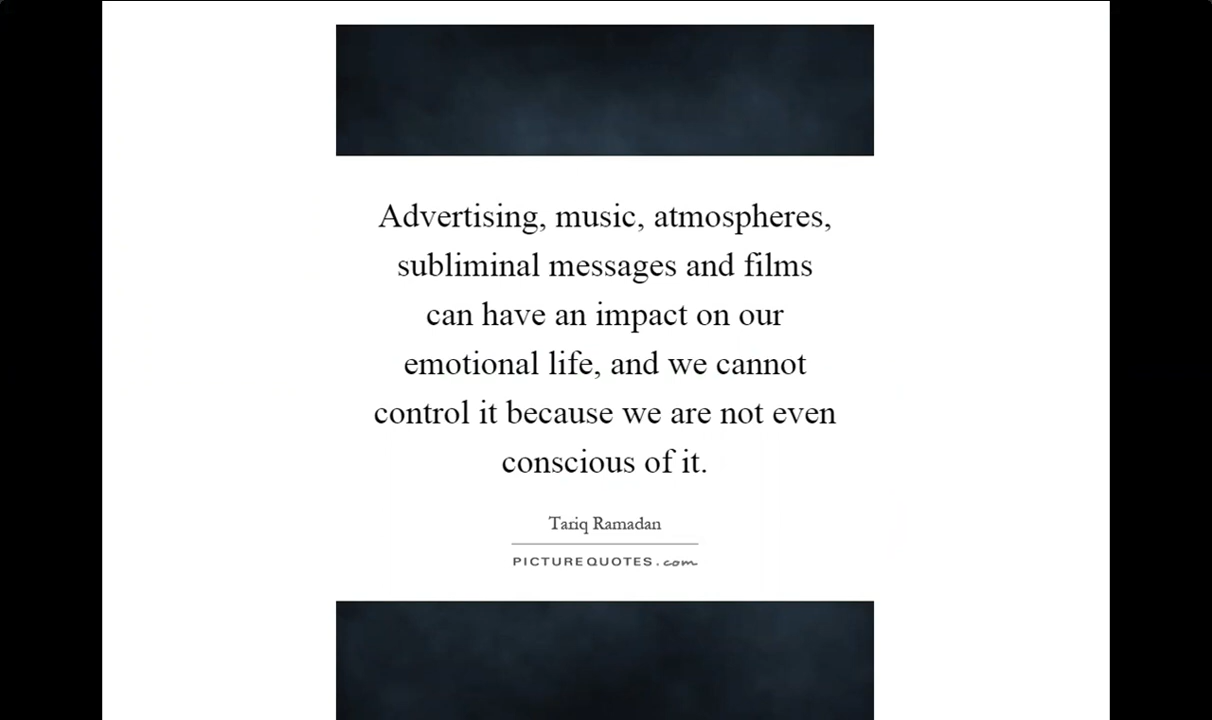 Advertising, music, atmospheres,
subliminal messages and films
can have an impact on our
emotional life, and we cannot
control it because we are not even
conscious of it.
Tariq Ramadan
PICTUREQUOTES.com